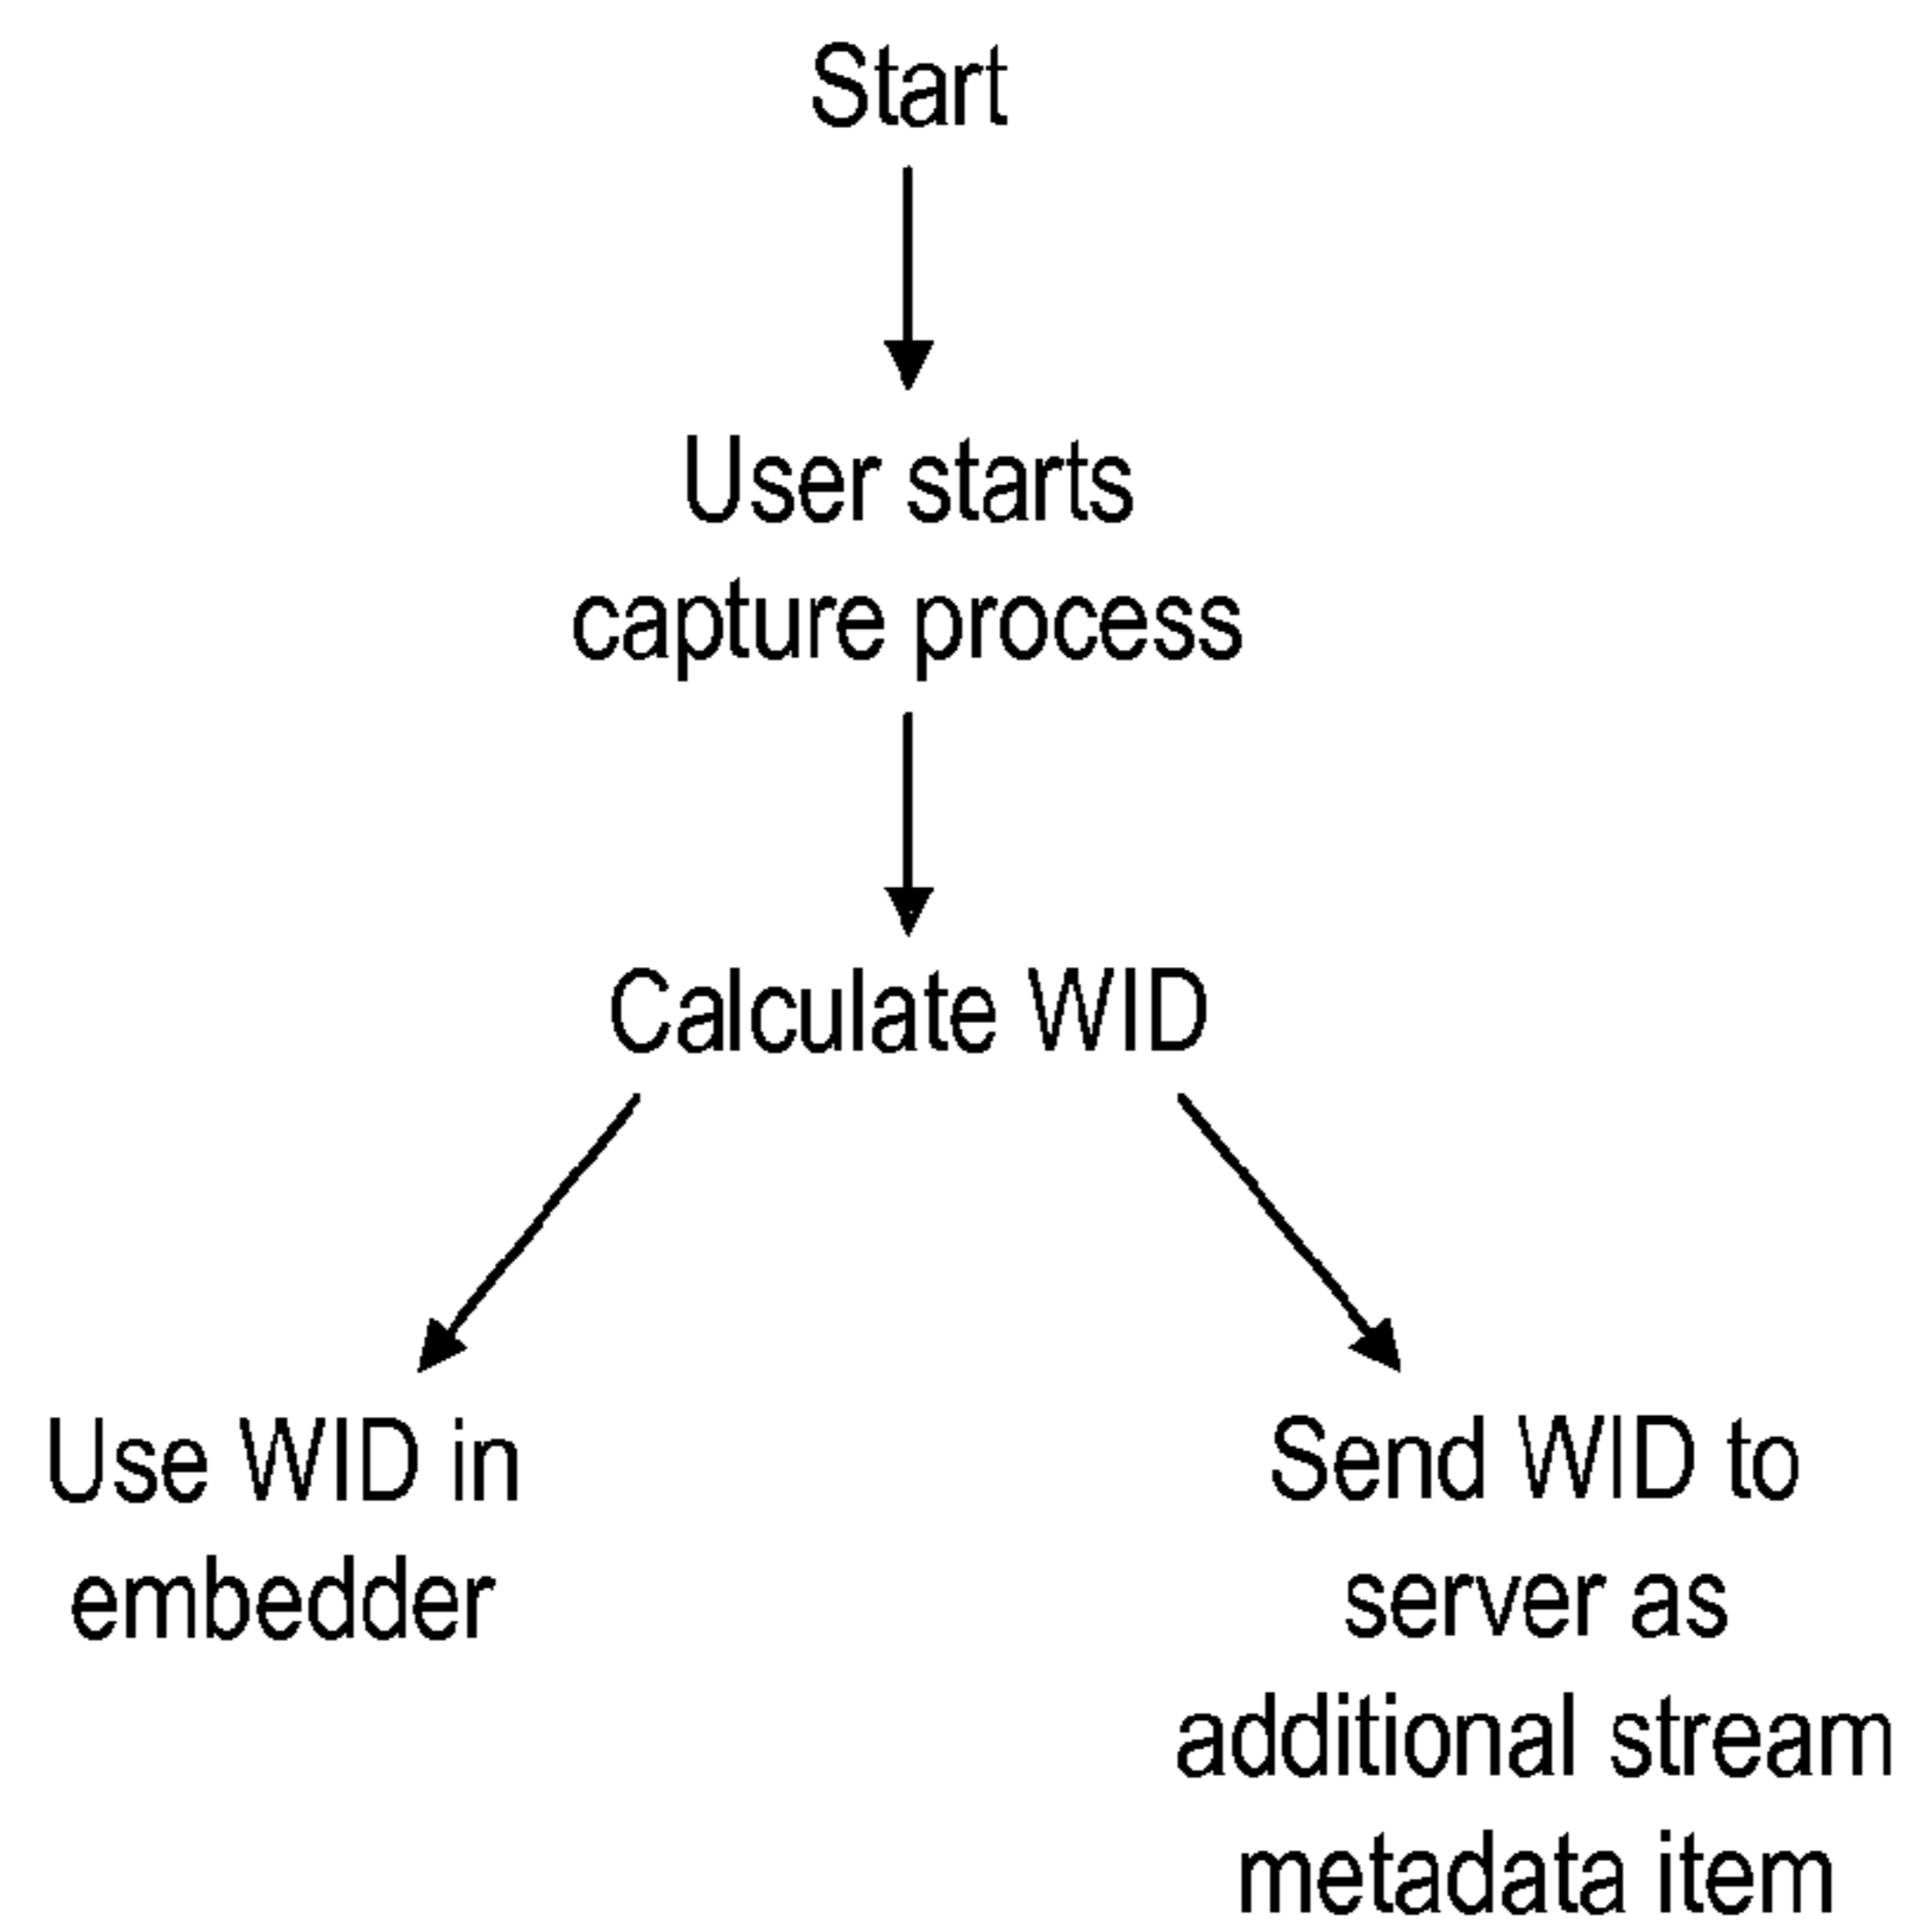 Start
User starts
capture process
Calculate WID
Use WID in
embedder
Send WID to
server as
additional stream
metadata item